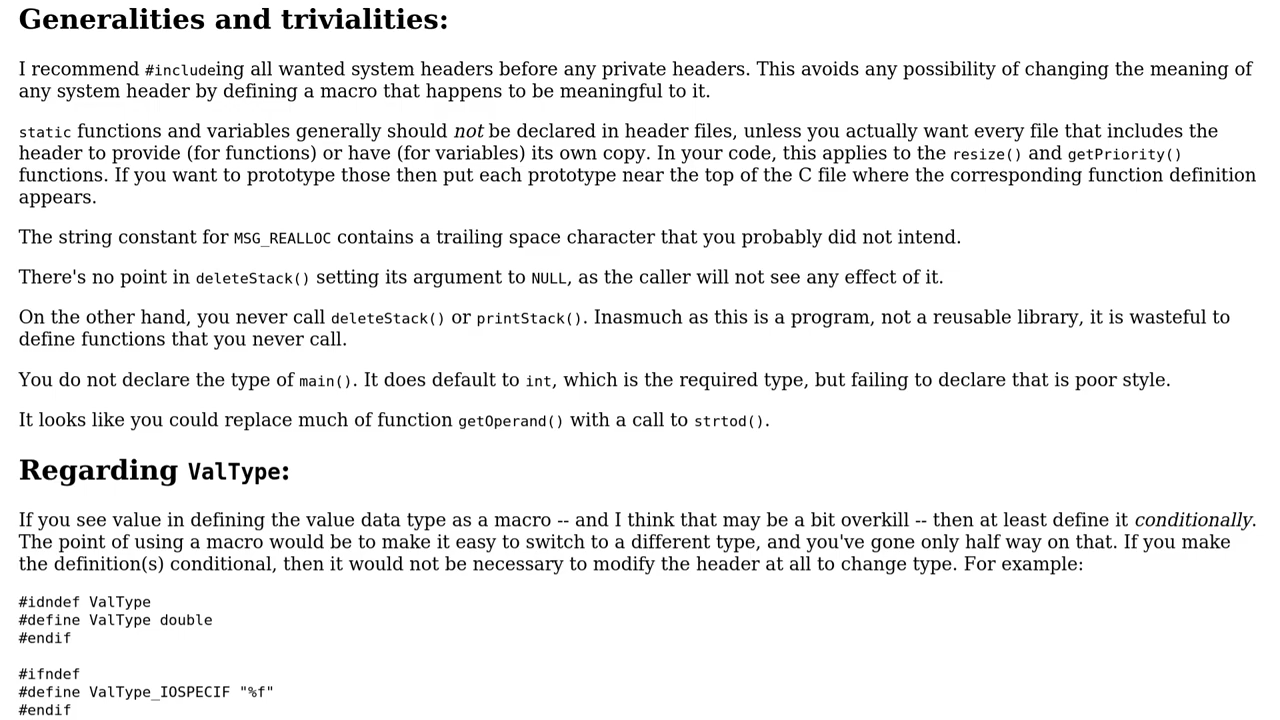 Generalities and trivialities:
I recommend #includeing all wanted system headers before any private headers. This avoids any possibility of changing the meaning of
any system header by defining a macro that happens to be meaningful to it.
static functions and variables generally should not be declared in header files, unless you actually want every file that includes the
header to provide (for functions) or have (for variables) its own copy. In your code, this applies to the resize() and getPriority()
functions. If you want to prototype those then put each prototype near the top of the C file where the corresponding function definition
appears.
The string constant for MSG_REALLOC contains a trailing space character that you probably did not intend.
There's no point in deleteStack() setting its argument to NULL, as the caller will not see any effect of it.
On the other hand, you never call deleteStack() or printStack(). Inasmuch as this is a program, not a reusable library, it is wasteful to
define functions that you never call.
You do not declare the type of main(). It does default to int, which is the required type, but failing to declare that is poor style.
It looks like you could replace much of function getOperand() with a call to strtod().
Regarding ValType:
If you see value in defining the value data type as a macro -- and I think that may be a bit overkill -- then at least define it conditionally.
The point of using a macro would be to make it easy to switch to a different type, and you've gone only half way on that. If you make
the definition(s) conditional, then it would not be necessary to modify the header at all to change type. For example:
#idndef ValType
#define ValType double
#endif
#ifndef
#define ValType_IOSPECIF "%f"
#endif